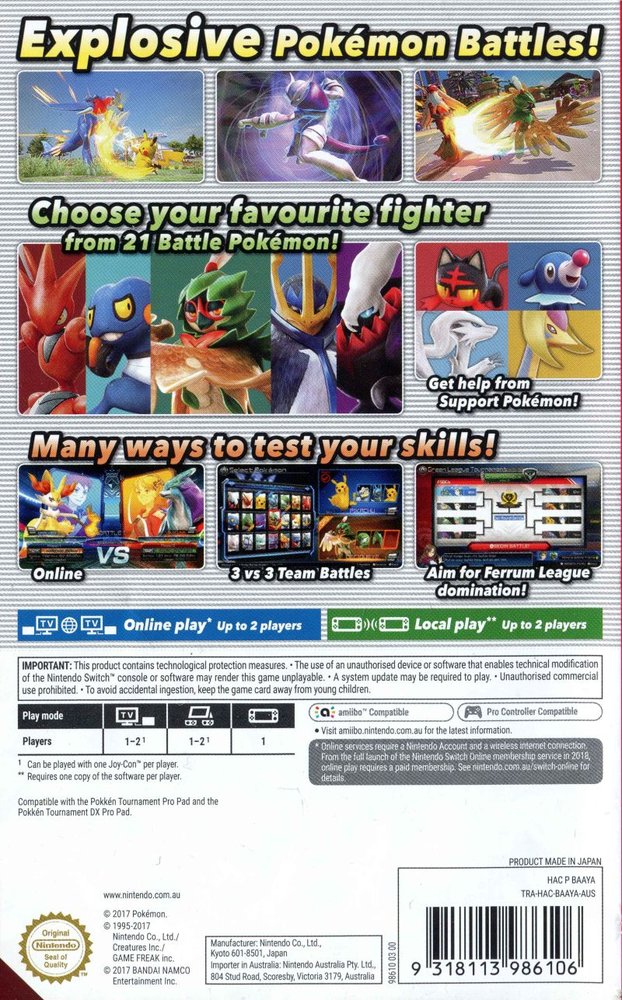 Explosive Pokémon Battles!
Choose your favourite fighter
from 21 Battle Pokémon!
Get help from
Support Pokémon!
Many ways to test your skills!
VS
Select Pokémon
PIKACHU
Green League Tournament
Online
3 vs 3 Team Battles
Aim for Ferrum League
domination!
TV TV Online play* Up to 2 players
Local play** Up to 2 players
IMPORTANT: This product contains technological protection measures. • The use of an unauthorised device or software that enables technical modification
of the Nintendo Switch™ console or software may render this game unplayable. • A system update may be required to play. • Unauthorised commercial
use prohibited. • To avoid accidental ingestion, keep the game card away from young children.
Play mode TV
Players 1–2¹ 1–2¹ 1
¹ Can be played with one Joy-Con™ per player.
** Requires one copy of the software per player.
Compatible with the Pokkén Tournament Pro Pad and the
Pokkén Tournament DX Pro Pad.
amiibo™ Compatible
Pro Controller Compatible
• Visit amiibo.nintendo.com.au for the latest information.
* Online services require a Nintendo Account and a wireless internet connection.
From the full launch of the Nintendo Switch Online membership service in 2018,
online play requires a paid membership. See nintendo.com.au/switch-online for
details.
PRODUCT MADE IN JAPAN
HAC P BAAYA
TRA-HAC-BAAYA-AUS
9 318113 986106
98610 03 00
www.nintendo.com.au
© 2017 Pokémon.
© 1995-2017
Nintendo Co., Ltd./
Creatures Inc./
GAME FREAK inc.
© 2017 BANDAI NAMCO
Entertainment Inc.
Original
Nintendo
Seal of
Quality
TM
Manufacturer: Nintendo Co., Ltd.,
Kyoto 601-8501, Japan
Importer in Australia: Nintendo Australia Pty. Ltd.,
804 Stud Road, Scoresby, Victoria 3179, Australia